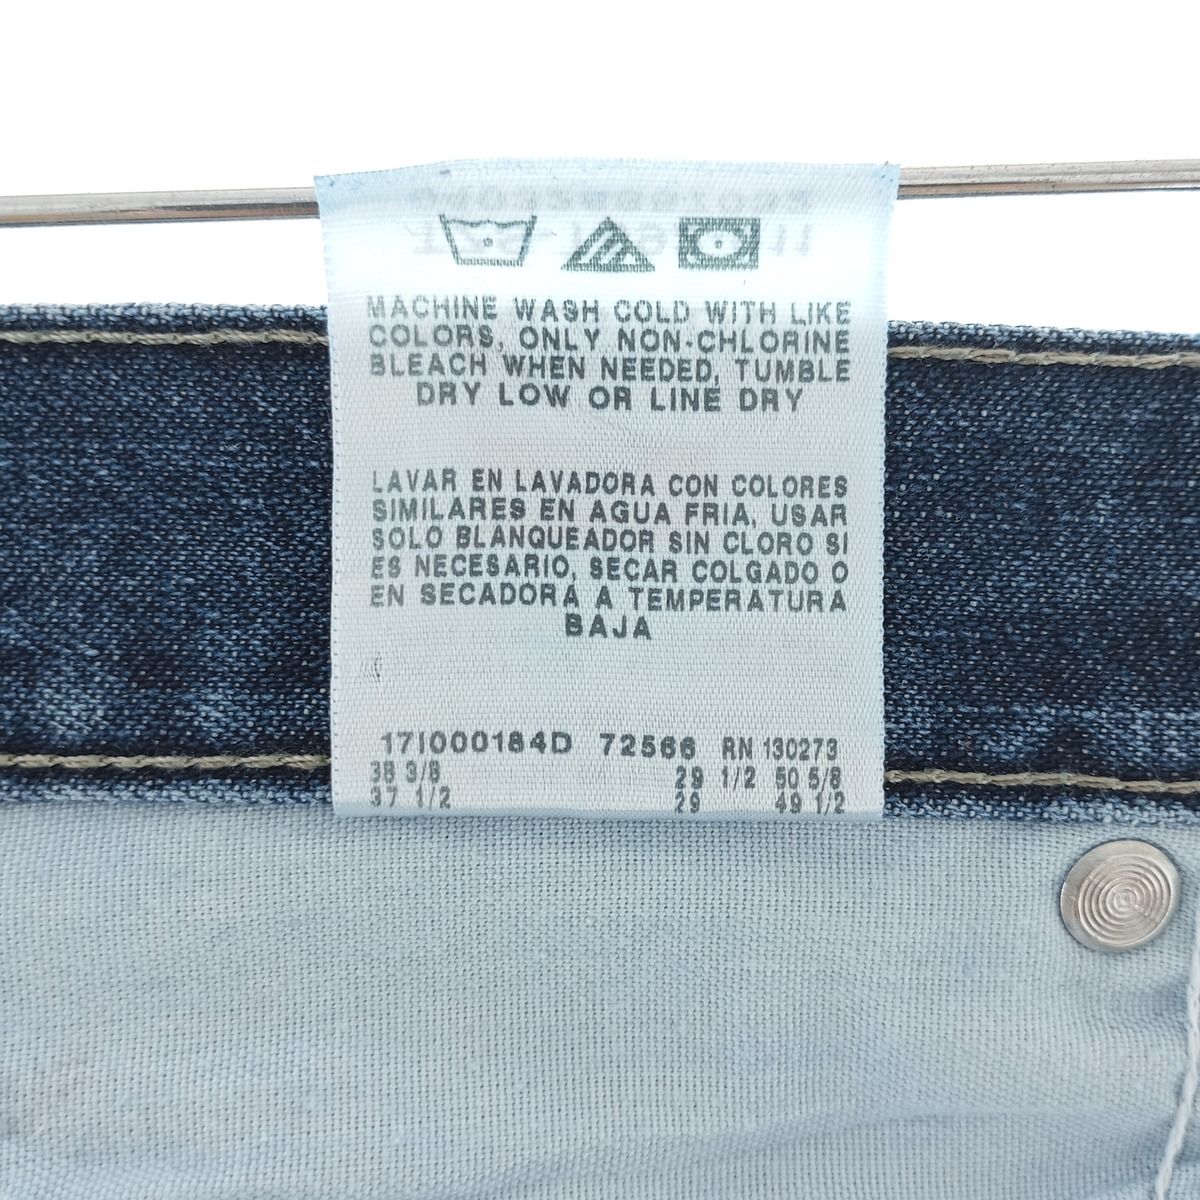 MACHINE WASH COLD WITH LIKE
COLORS, ONLY NON-CHLORINE
BLEACH WHEN NEEDED, TUMBLE
DRY LOW OR LINE DRY
LAVAR EN LAVADORA CON COLORES
SIMILARES EN AGUA FRIA, USAR
SOLO BLANQUEADOR SIN CLORO SI
ES NECESARIO, SECAR COLGADO O
EN SECADORA A TEMPERATURA
BAJA
17I000184D 72566 RN 130273
38 3/8 29 1/2 50 5/8
37 1/2 29 49 1/2